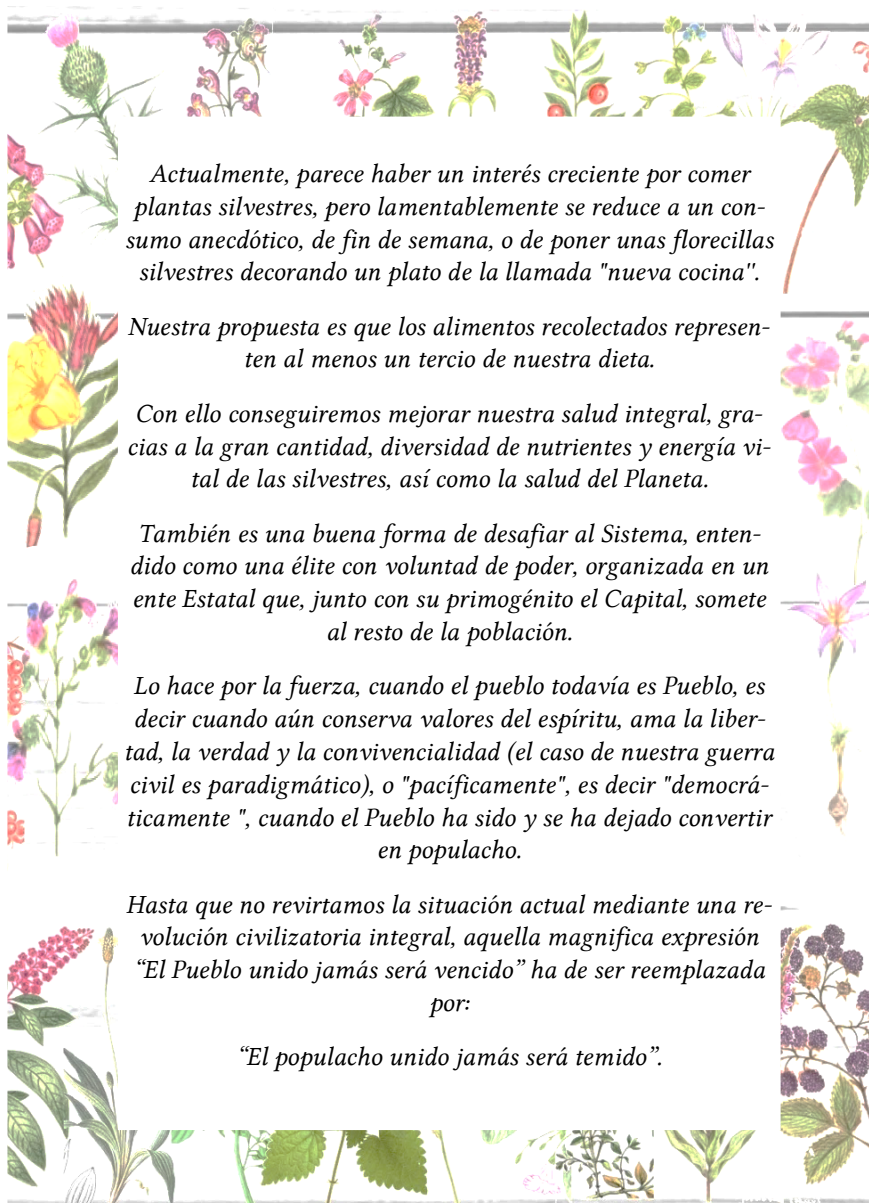 Actualmente, parece haber un interés creciente por comer
plantas silvestres, pero lamentablemente se reduce a un con-
sumo anecdótico, de fin de semana, o de poner unas florecillas
silvestres decorando un plato de la llamada "nueva cocina''.
Nuestra propuesta es que los alimentos recolectados represen-
ten al menos un tercio de nuestra dieta.
Con ello conseguiremos mejorar nuestra salud integral, gra-
cias a la gran cantidad, diversidad de nutrientes y energía vi-
tal de las silvestres, así como la salud del Planeta.
También es una buena forma de desafiar al Sistema, enten-
dido como una élite con voluntad de poder, organizada en un
ente Estatal que, junto con su primogénito el Capital, somete
al resto de la población.
Lo hace por la fuerza, cuando el pueblo todavía es Pueblo, es
decir cuando aún conserva valores del espíritu, ama la liber-
tad, la verdad y la convivencialidad (el caso de nuestra guerra
civil es paradigmático), o "pacíficamente", es decir "democrá-
ticamente ", cuando el Pueblo ha sido y se ha dejado convertir
en populacho.
Hasta que no revirtamos la situación actual mediante una re-
volución civilizatoria integral, aquella magnifica expresión
“El Pueblo unido jamás será vencido” ha de ser reemplazada
por:
“El populacho unido jamás será temido”.